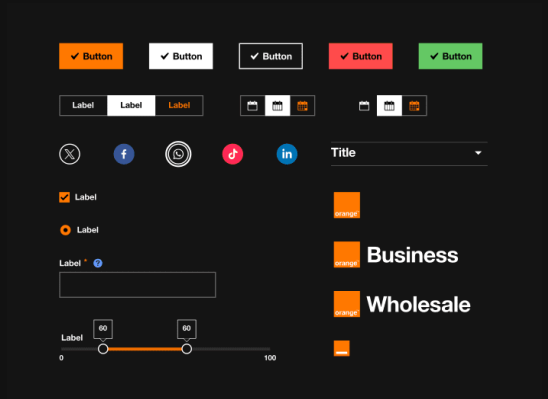 Button Button Button Button Button
Label Label Label
Title
Label
orange
Label
orange Business
Label * ?
orange Wholesale
60 60
Label
0 100